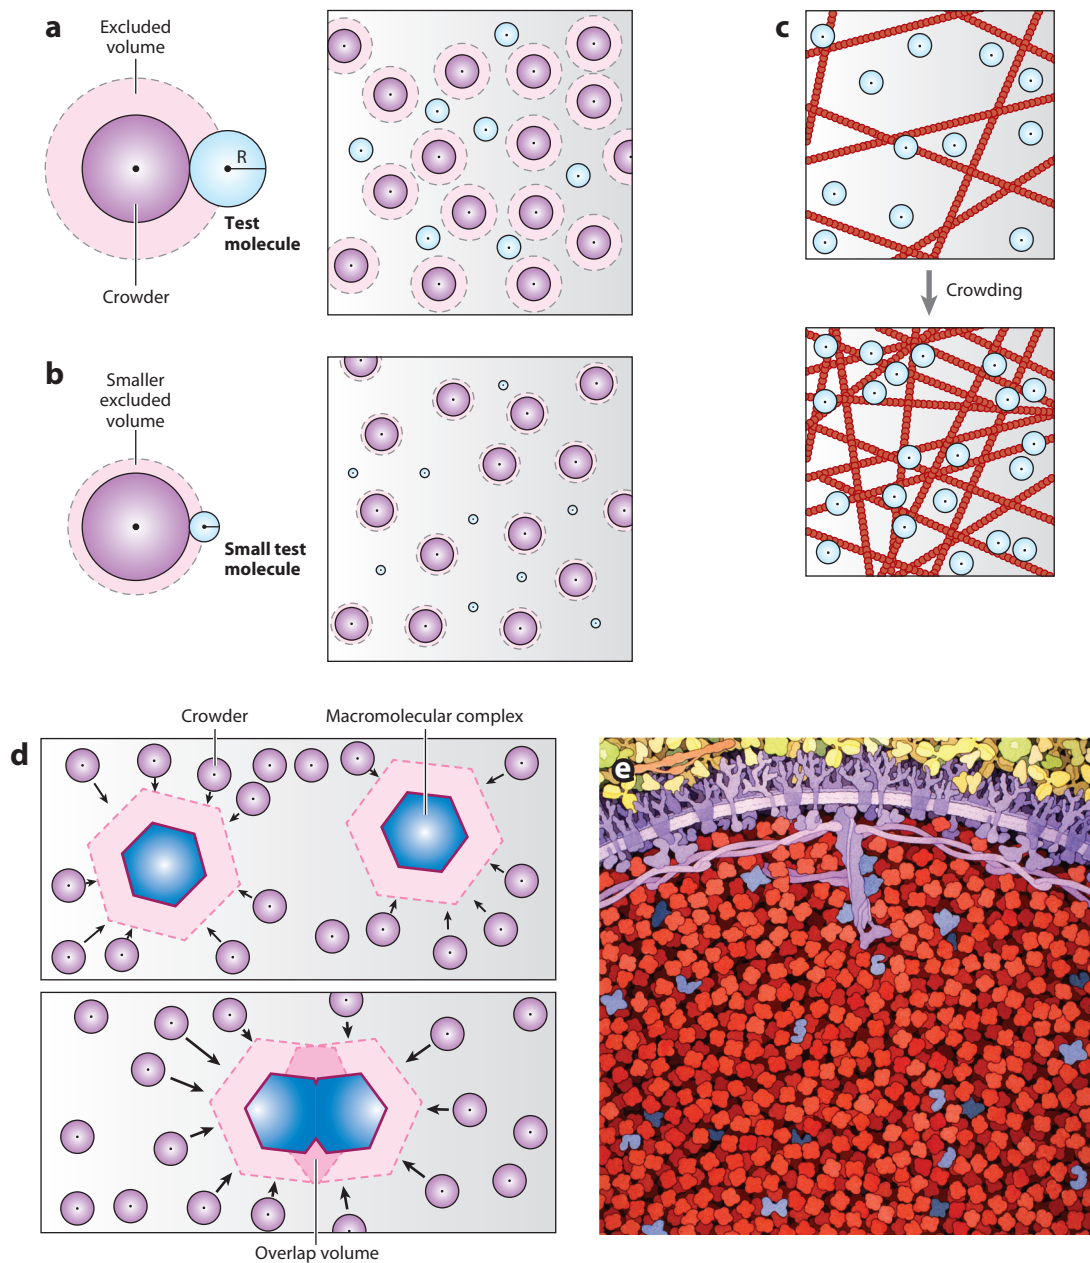 a
Excluded
volume
R
Test
molecule
Crowder
b
Smaller
excluded
volume
Small test
molecule
c
Crowding
d
Crowder
Macromolecular complex
Overlap volume
e